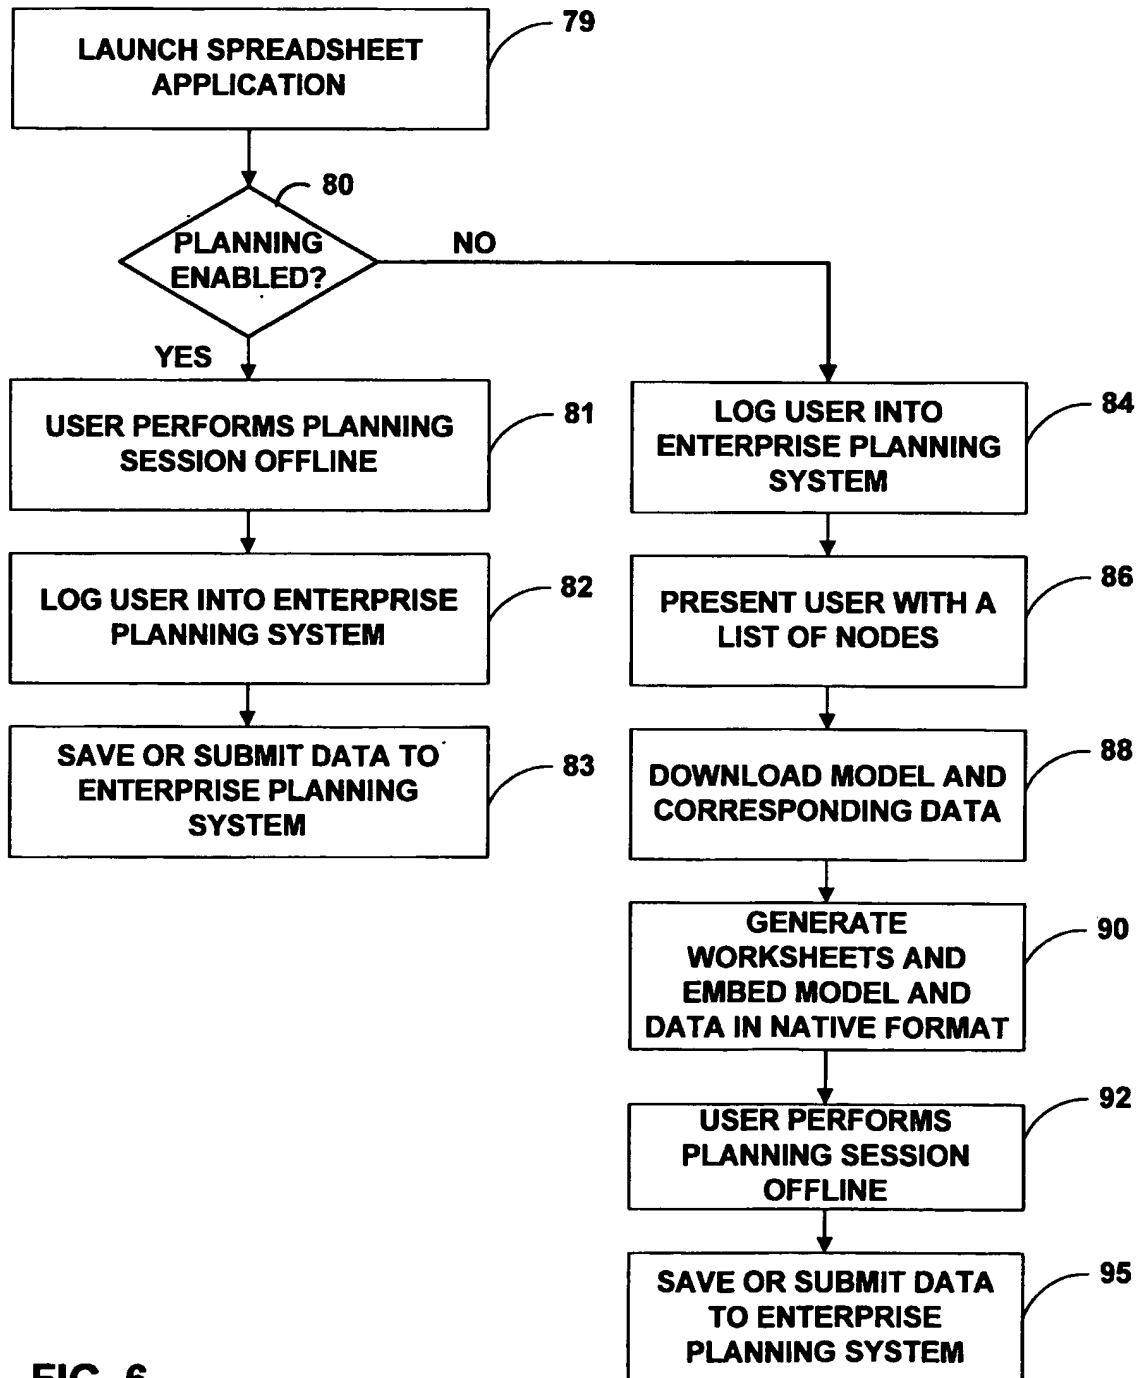 79
LAUNCH SPREADSHEET
APPLICATION
80
PLANNING
ENABLED?
NO
YES
USER PERFORMS PLANNING
SESSION OFFLINE
81
LOG USER INTO ENTERPRISE
PLANNING SYSTEM
82
SAVE OR SUBMIT DATA TO
ENTERPRISE PLANNING
SYSTEM
83
LOG USER INTO
ENTERPRISE PLANNING
SYSTEM
84
PRESENT USER WITH A
LIST OF NODES
86
DOWNLOAD MODEL AND
CORRESPONDING DATA
88
GENERATE
WORKSHEETS AND
EMBED MODEL AND
DATA IN NATIVE FORMAT
90
USER PERFORMS
PLANNING SESSION
OFFLINE
92
SAVE OR SUBMIT DATA
TO ENTERPRISE
PLANNING SYSTEM
95
FIG. 6